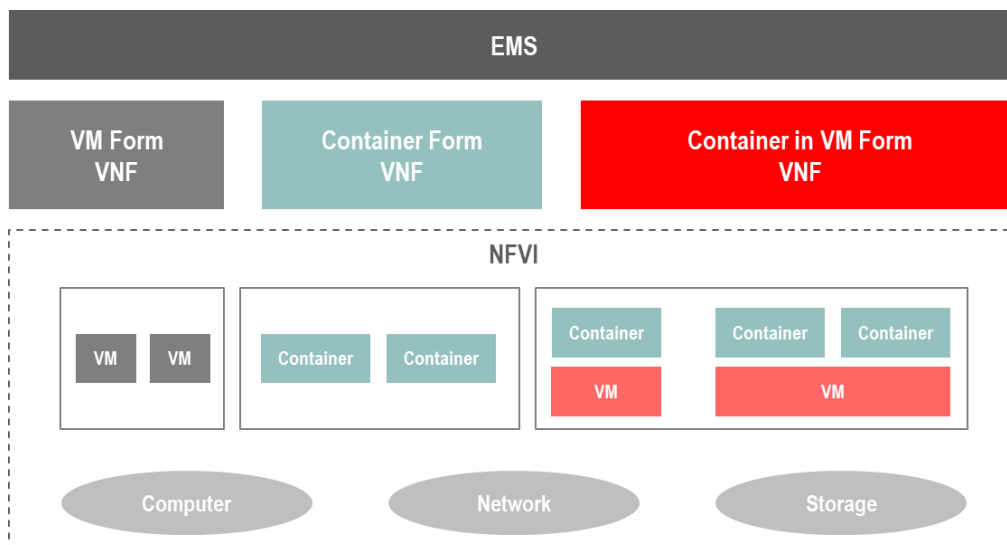 EMS
VM Form
VNF
Container Form
VNF
Container in VM Form
VNF
NFVI
VM
VM
Container
Container
Container
VM
Container
Container
VM
Computer
Network
Storage